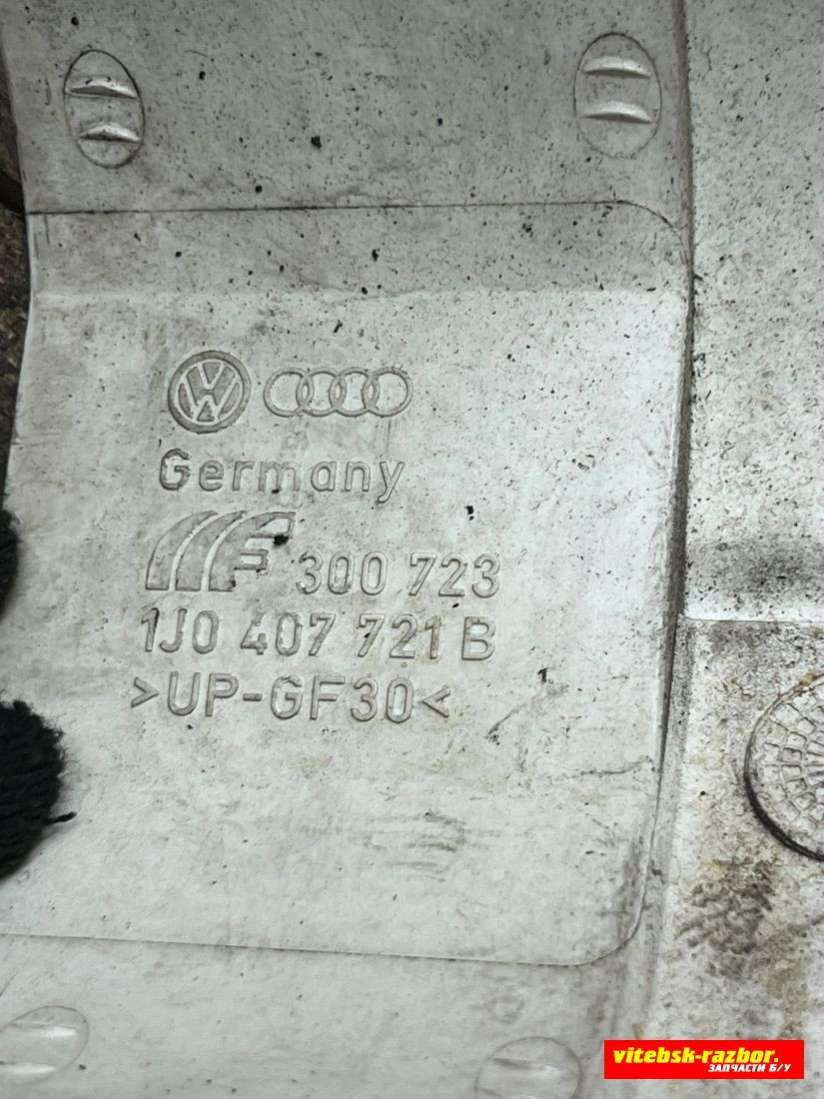 Germany
300 723
1J0 407 721 B
>UP-GF30<
vitebsk-razbor.
ЗАПЧАСТИ Б/У